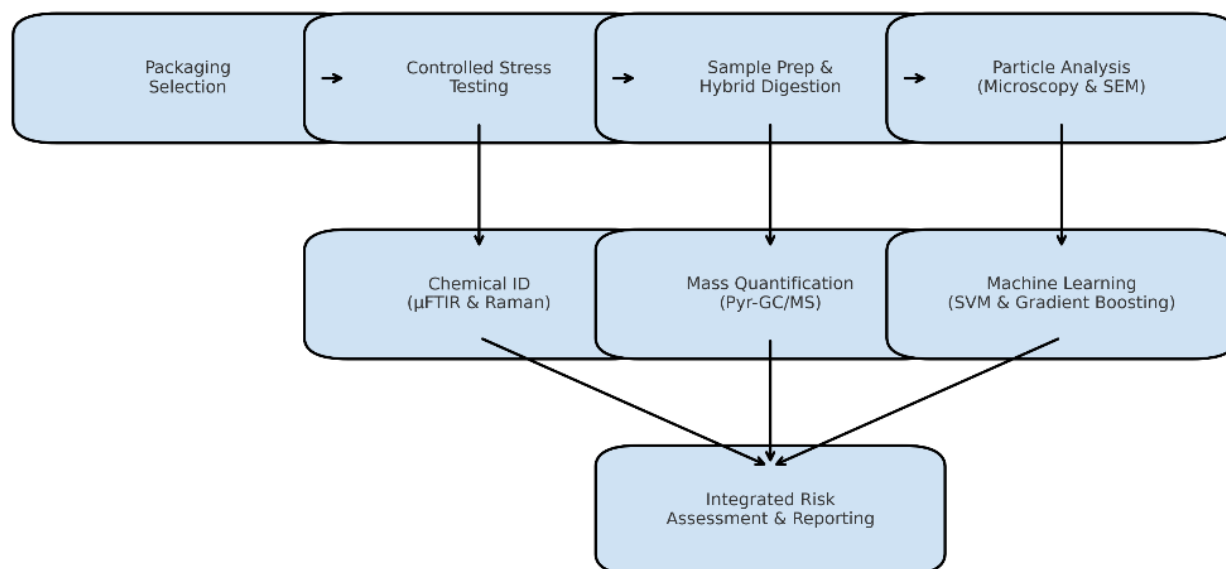 Packaging
Selection
Controlled Stress
Testing
Sample Prep &
Hybrid Digestion
Particle Analysis
(Microscopy & SEM)
Chemical ID
(µFTIR & Raman)
Mass Quantification
(Pyr-GC/MS)
Machine Learning
(SVM & Gradient Boosting)
Integrated Risk
Assessment & Reporting